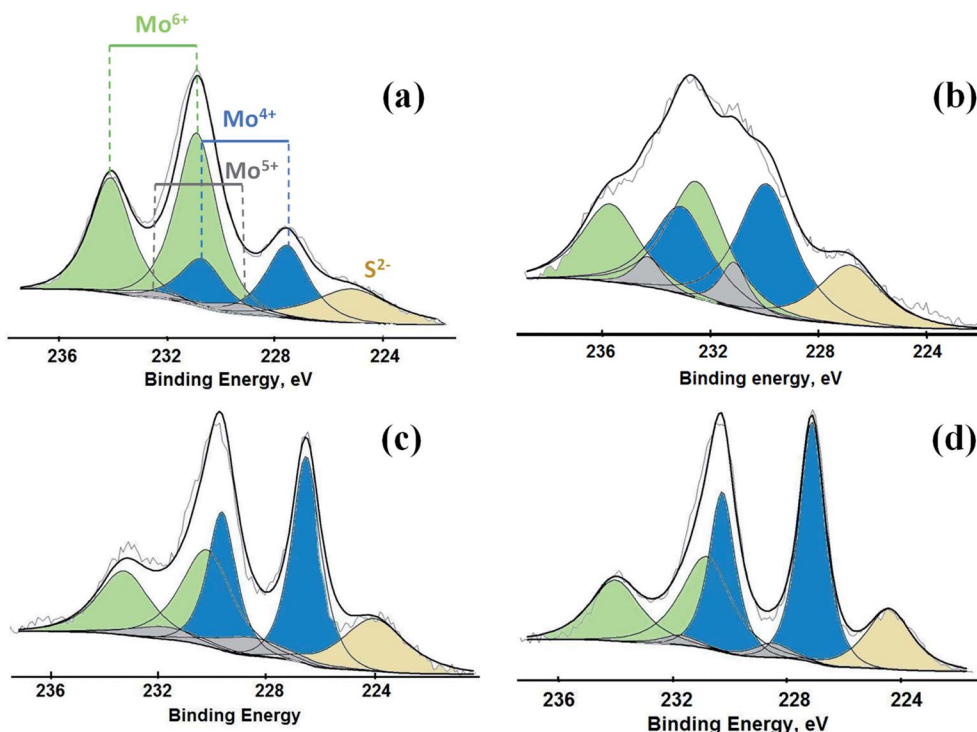 Mo⁶⁺
(a)
Mo⁴⁺
Mo⁵⁺
S²⁻
236 232 228 224
Binding Energy, eV
(b)
236 232 228 224
Binding energy, eV
(c)
236 232 228 224
Binding Energy
(d)
236 232 228 224
Binding Energy, eV